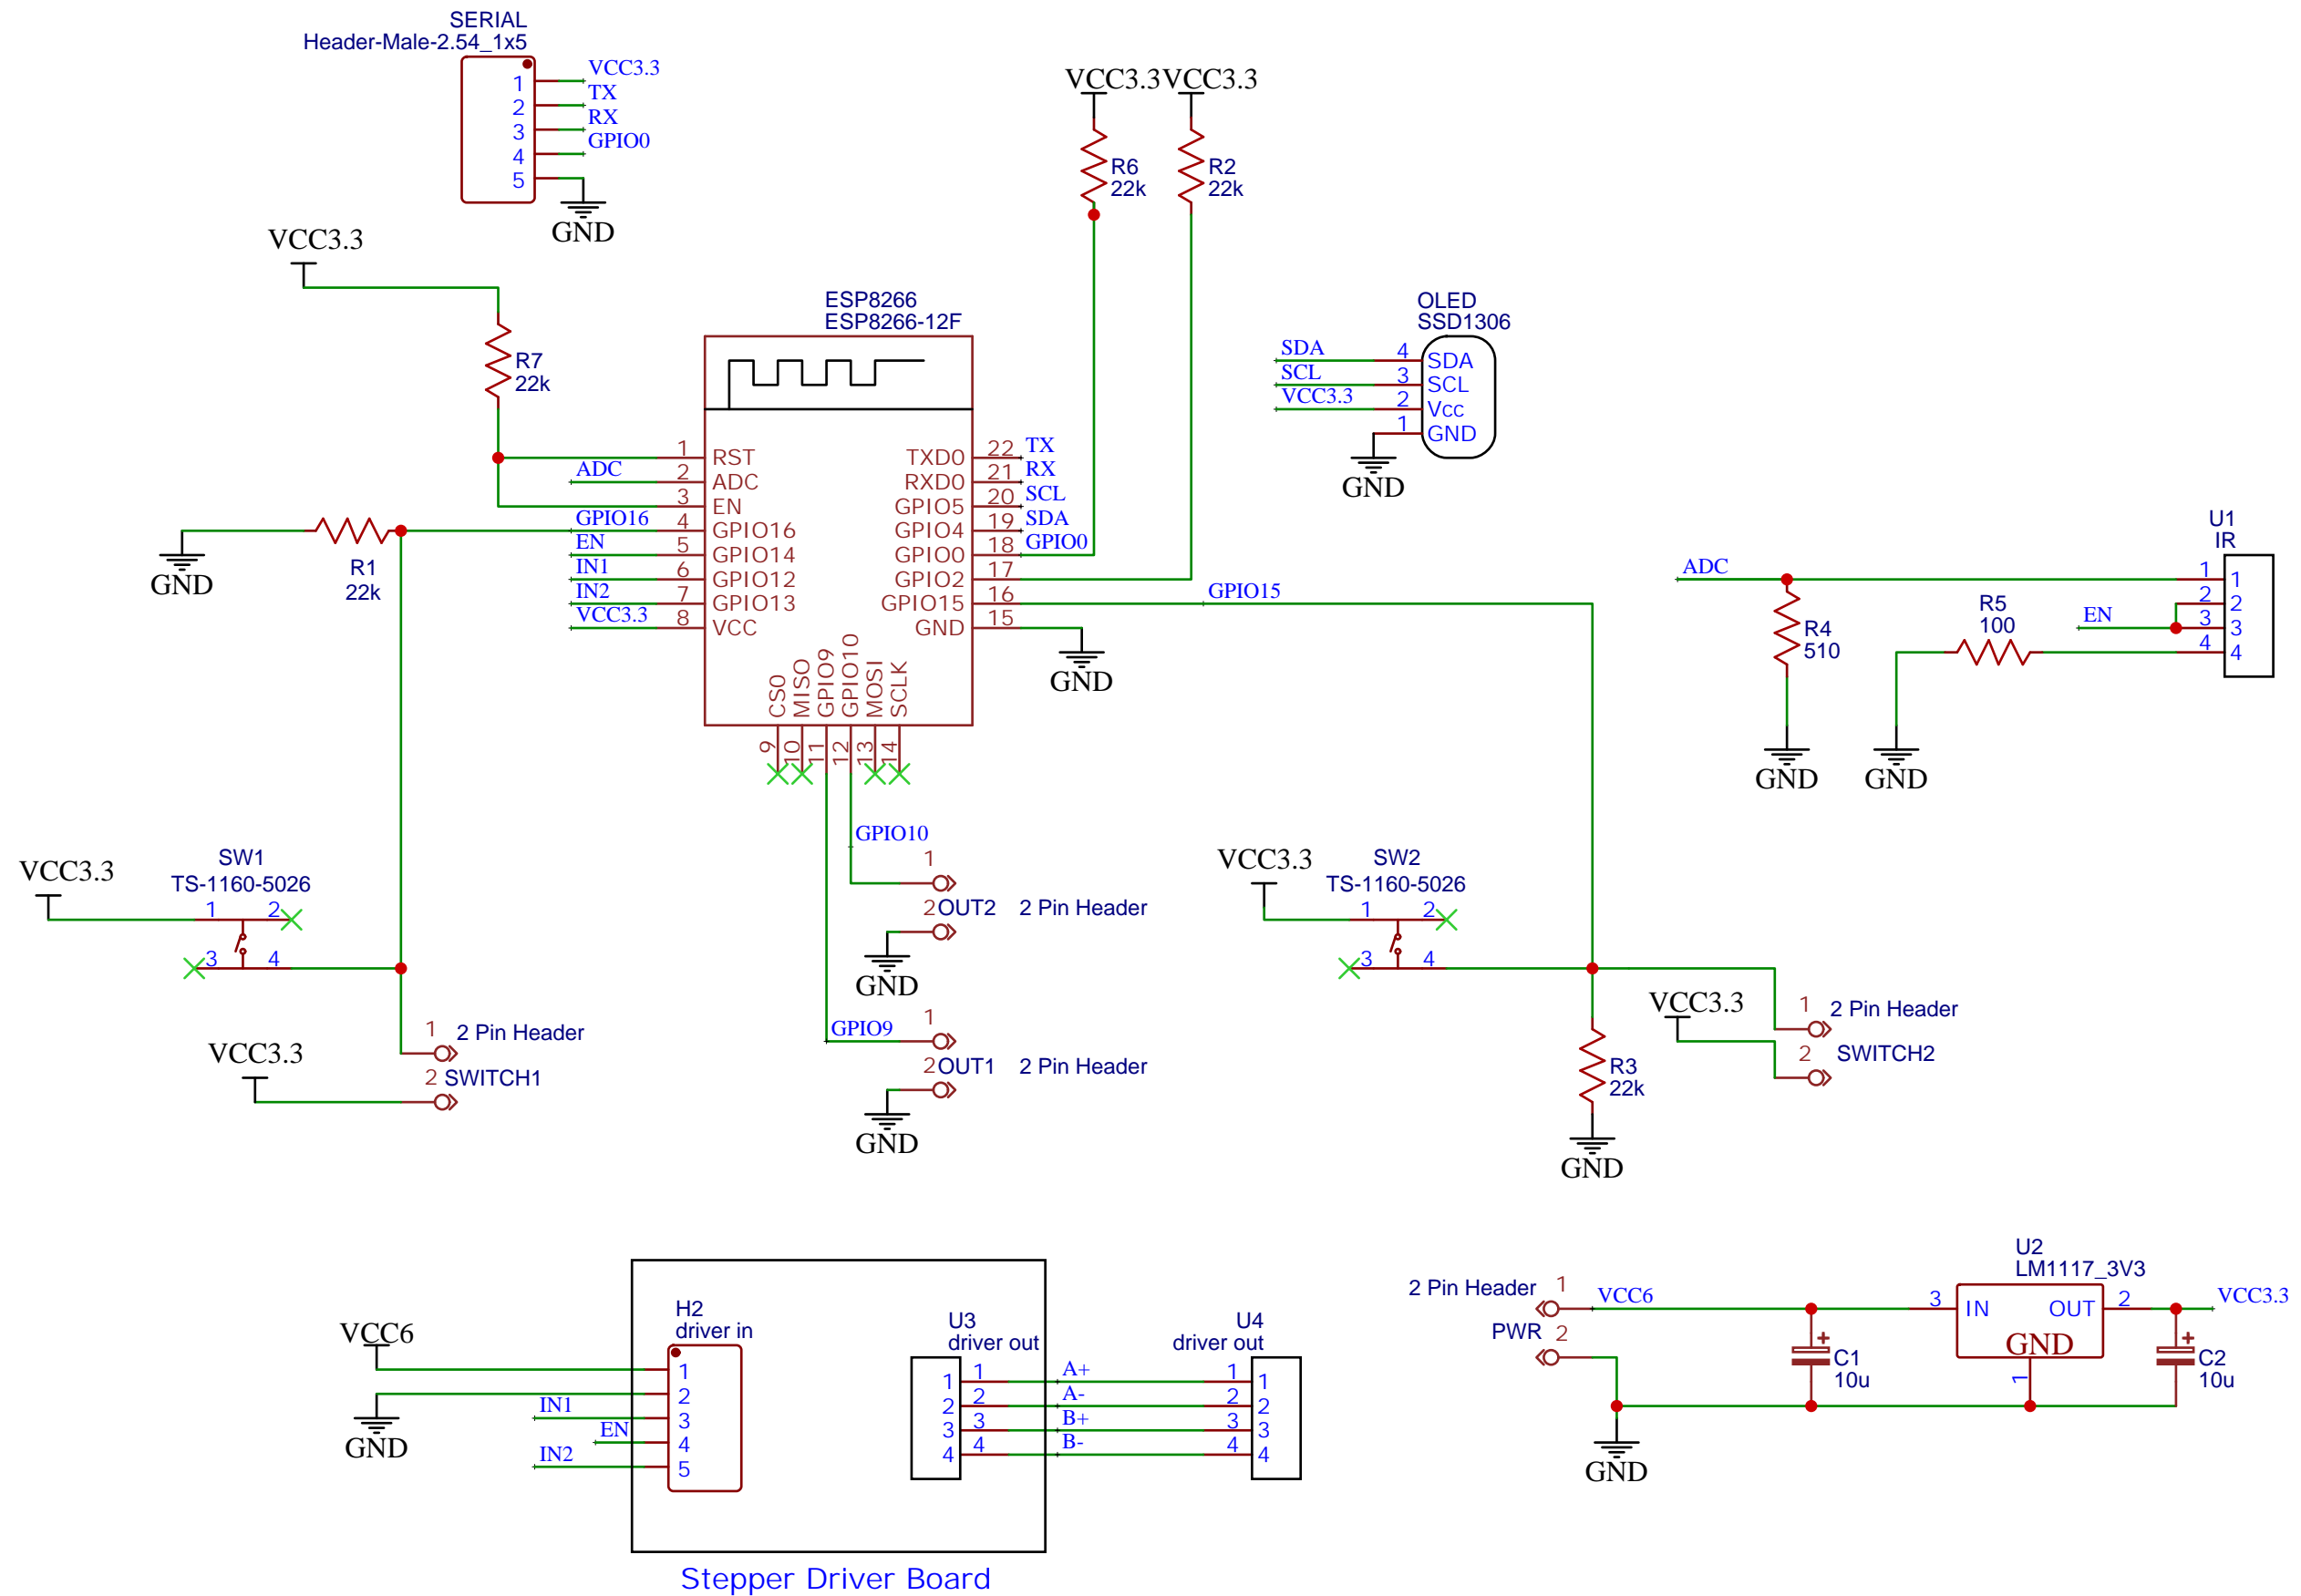 SERIAL
Header-Male-2.54_1x5
1 VCC3.3
2 TX
3 RX
4 GPIO0
5
GND
VCC3.3
R7
22k
VCC3.3 VCC3.3
R6
22k
R2
22k
ESP8266
ESP8266-12F
1 RST
ADC 2 ADC
3 EN
GPIO16 4 GPIO16
EN 5 GPIO14
IN1 6 GPIO12
IN2 7 GPIO13
VCC3.3 8 VCC
TXD0 22 TX
RXD0 21 RX
GPIO5 20 SCL
GPIO4 19 SDA
GPIO0 18 GPIO0
GPIO2 17
GPIO15 16 GPIO15
GND 15
GND
CS0 MISO GPIO9 GPIO10 MOSI SCLK
9 10 11 12 13 14
GND
R1
22k
OLED
SSD1306
SDA 4 SDA
SCL 3 SCL
VCC3.3 2 Vcc
1 GND
GND
U1
IR
ADC 1 1
2 2
EN 3 3
4 4
R4
510
R5
100
GND GND
VCC3.3
SW1
TS-1160-5026
1 2
3 4
1 2 Pin Header
VCC3.3
2 SWITCH1
GPIO10
1
2 OUT2 2 Pin Header
GND
GPIO9
1
2 OUT1 2 Pin Header
GND
VCC3.3
SW2
TS-1160-5026
1 2
3 4
VCC3.3
1 2 Pin Header
2 SWITCH2
R3
22k
GND
VCC6
GND
H2
driver in
1
2
IN1 3
EN 4
IN2 5
U3
driver out
1 1 A+
2 2 A-
3 3 B+
4 4 B-
U4
driver out
1 1
2 2
3 3
4 4
Stepper Driver Board
2 Pin Header 1 VCC6
PWR 2
GND
C1
10u
U2
LM1117_3V3
3 IN OUT 2
GND
1
VCC3.3
C2
10u